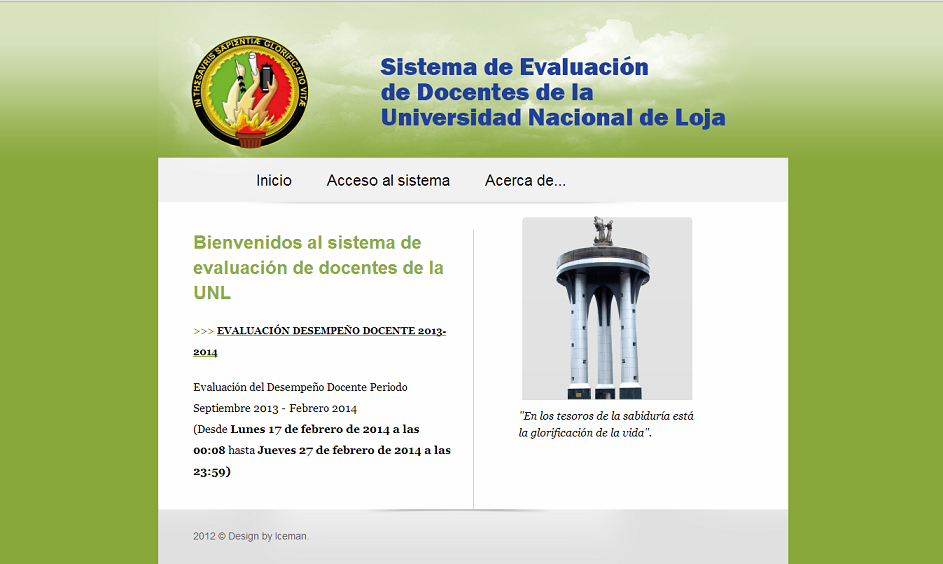 IN THESAVRIS SAPIENTIÆ GLORIFICATIO VITÆ
Sistema de Evaluación
de Docentes de la
Universidad Nacional de Loja
Inicio
Acceso al sistema
Acerca de...
Bienvenidos al sistema de
evaluación de docentes de la
UNL
>>> EVALUACIÓN DESEMPEÑO DOCENTE 2013-
2014
Evaluación del Desempeño Docente Periodo
Septiembre 2013 - Febrero 2014
(Desde Lunes 17 de febrero de 2014 a las
00:08 hasta Jueves 27 de febrero de 2014 a las
23:59)
"En los tesoros de la sabiduría está
la glorificación de la vida".
2012 © Design by Iceman.